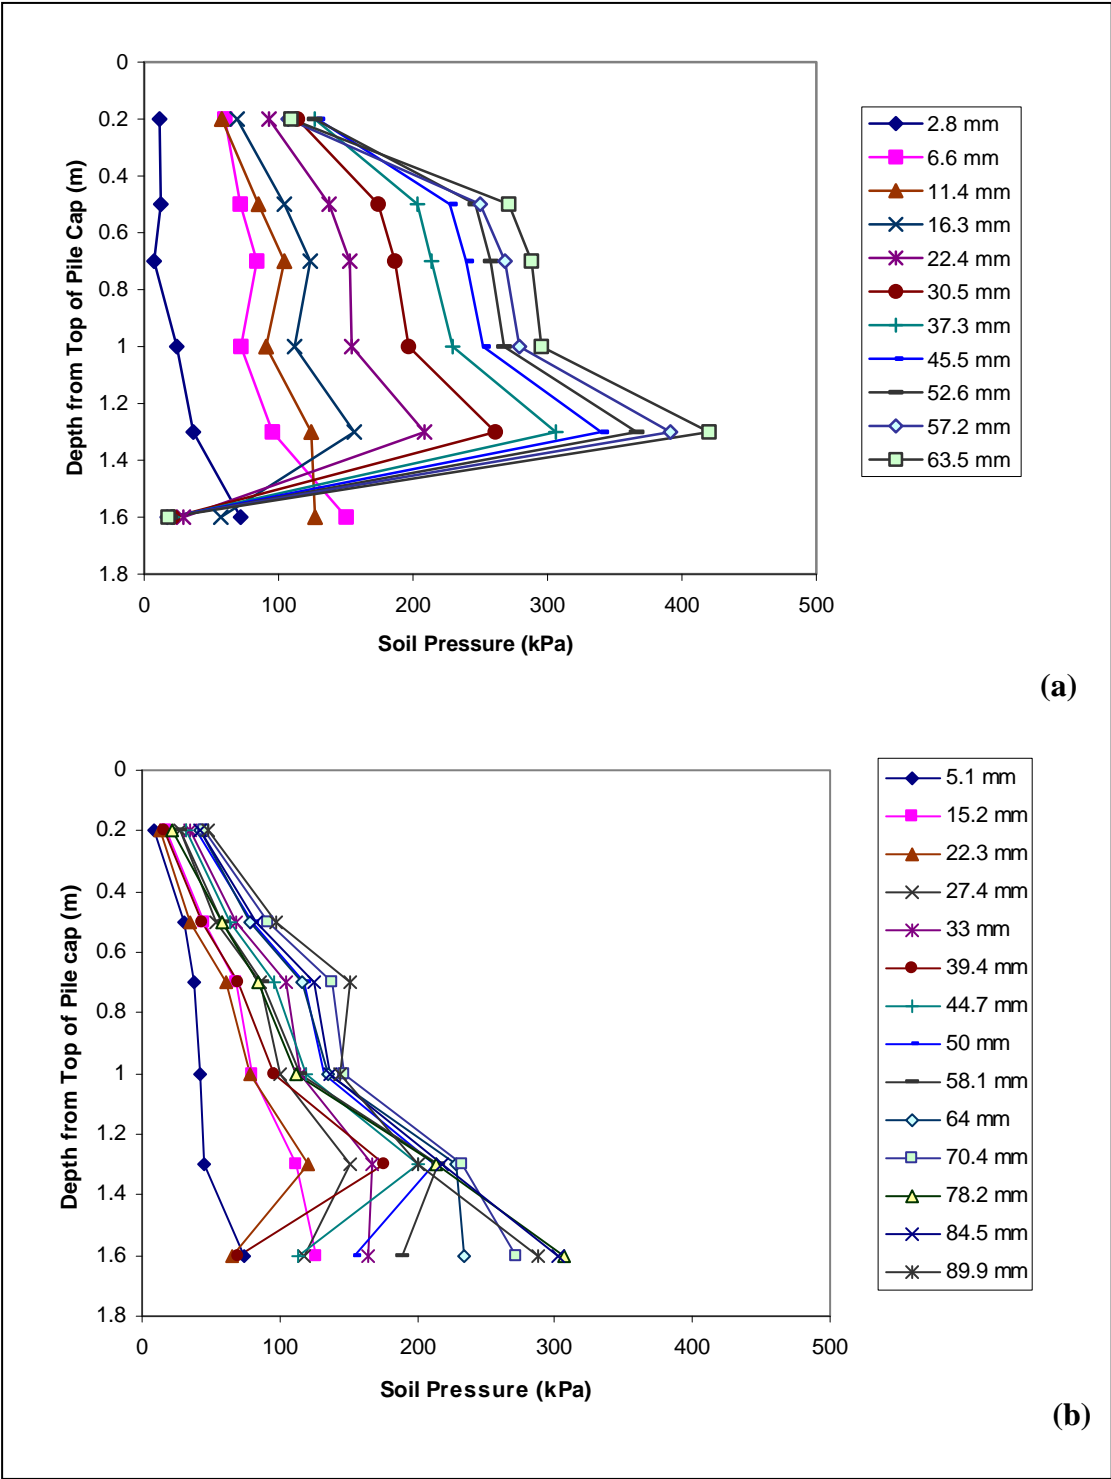 0
0.2
0.4
0.6
0.8
1
1.2
1.4
1.6
1.8
0 100 200 300 400 500
Depth from Top of Pile Cap (m)
Soil Pressure (kPa)
2.8 mm
6.6 mm
11.4 mm
16.3 mm
22.4 mm
30.5 mm
37.3 mm
45.5 mm
52.6 mm
57.2 mm
63.5 mm
(a)
0
0.2
0.4
0.6
0.8
1
1.2
1.4
1.6
1.8
0 100 200 300 400 500
Depth from Top of Pile cap (m)
Soil Pressure (kPa)
5.1 mm
15.2 mm
22.3 mm
27.4 mm
33 mm
39.4 mm
44.7 mm
50 mm
58.1 mm
64 mm
70.4 mm
78.2 mm
84.5 mm
89.9 mm
(b)